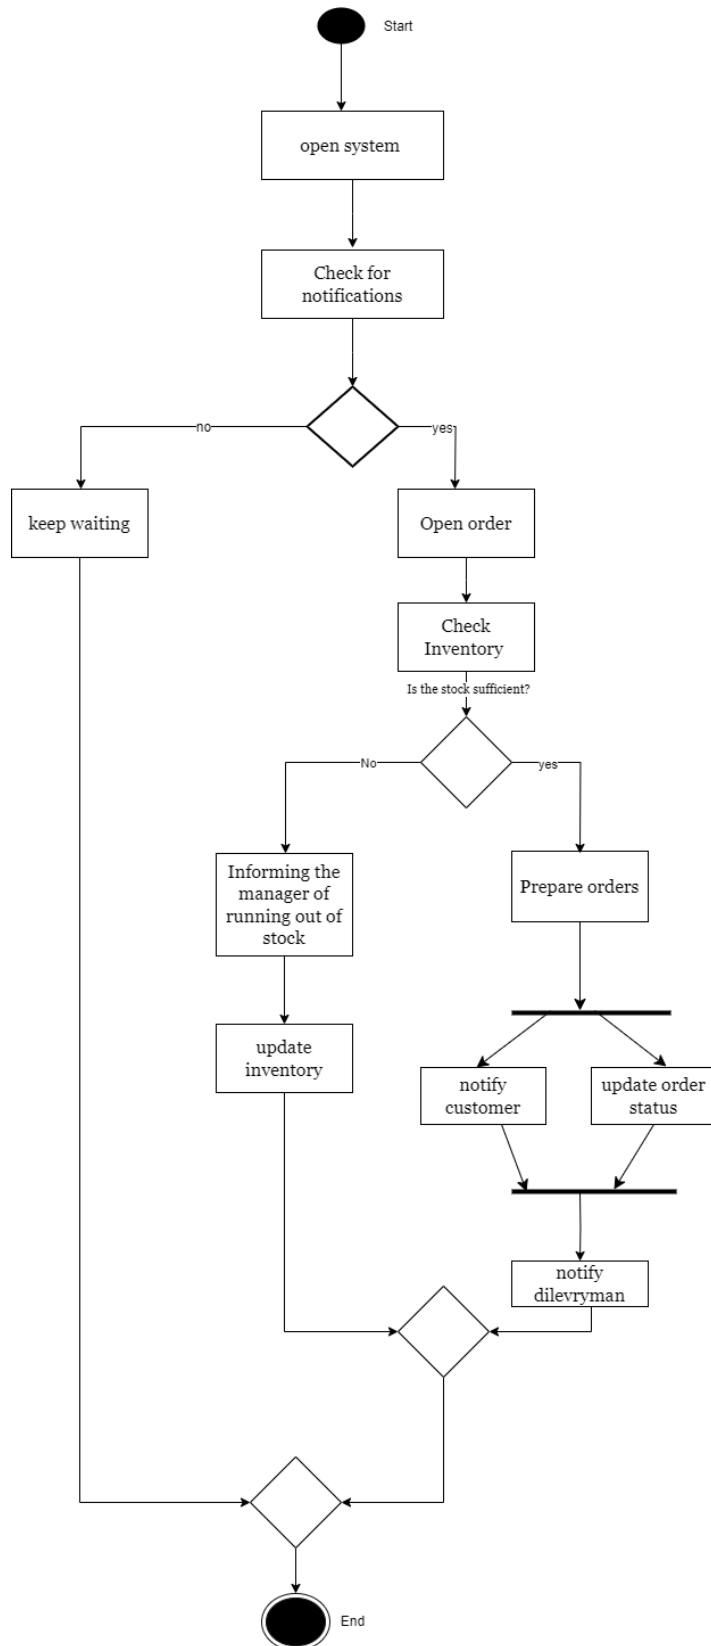 Start
open system
Check for
notifications
no
yes
keep waiting
Open order
Check
Inventory
Is the stock sufficient?
No
yes
Informing the
manager of
running out of
stock
Prepare orders
update
inventory
notify
customer
update order
status
notify
dilevryman
End